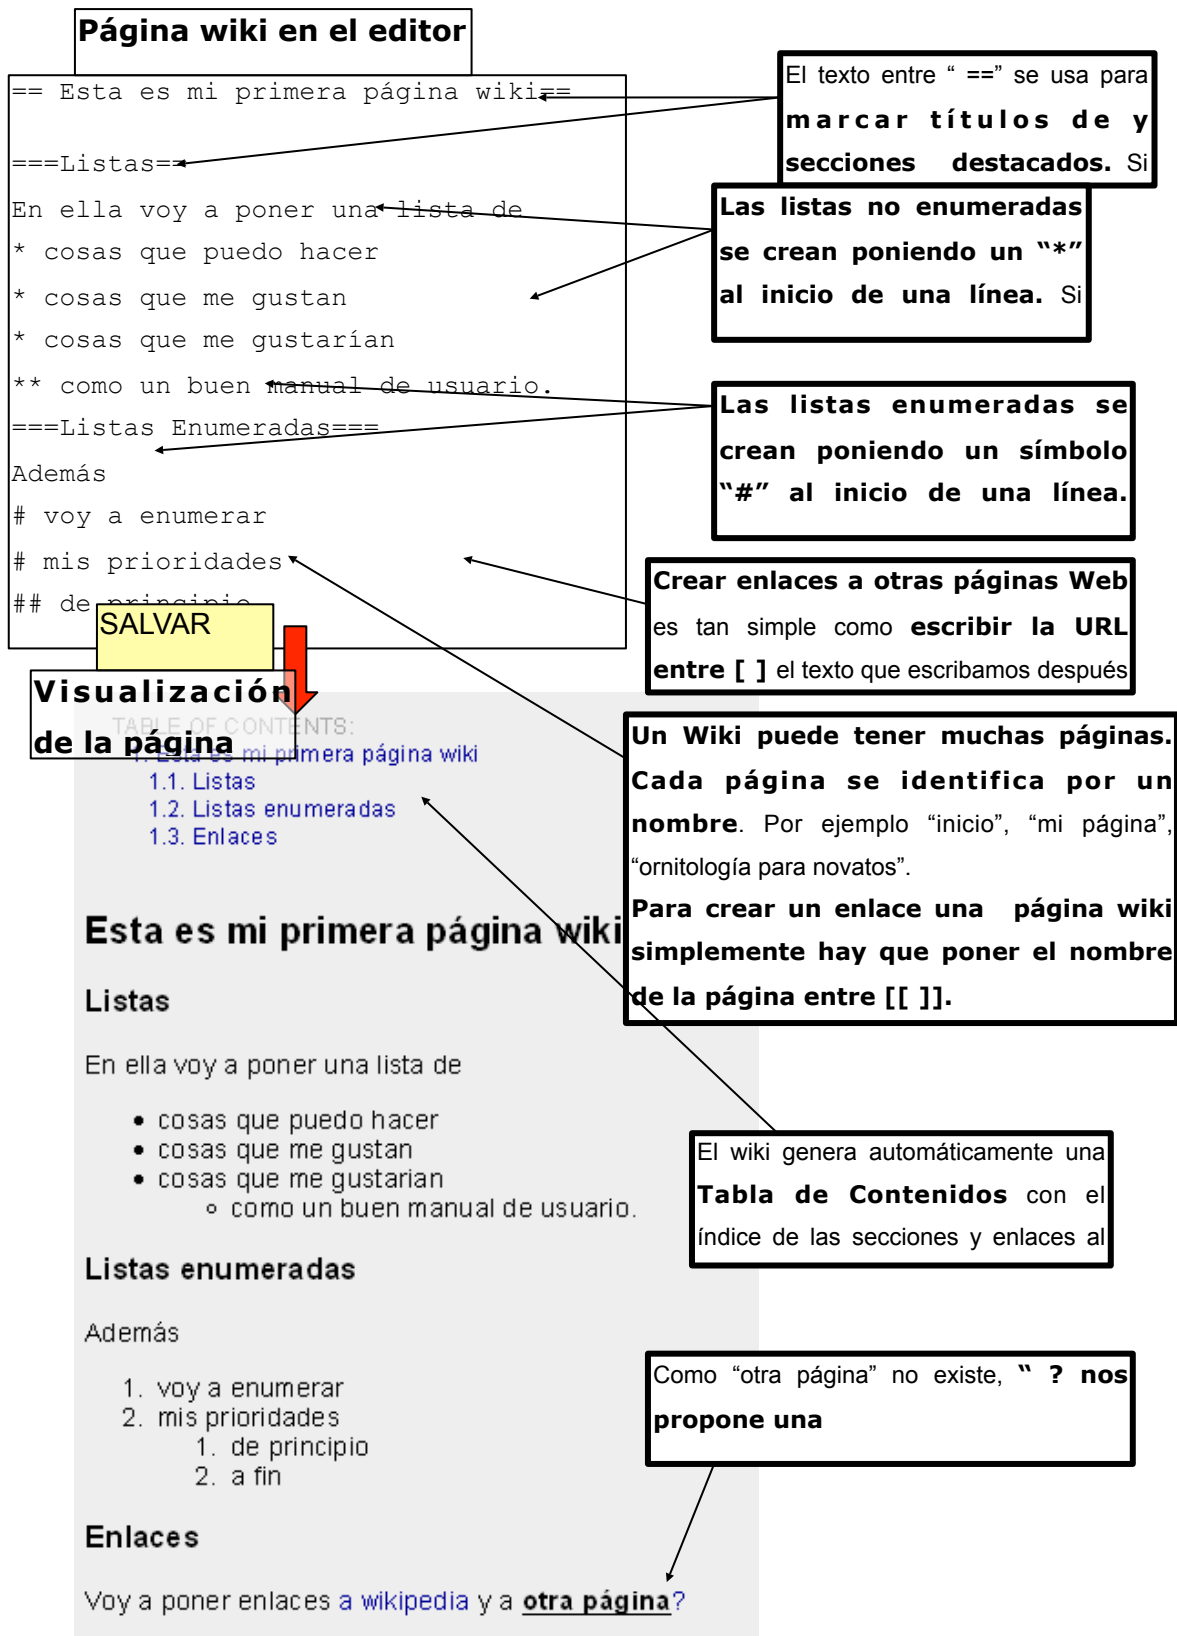 Página wiki en el editor
== Esta es mi primera página wiki==
===Listas==
En ella voy a poner una lista de
* cosas que puedo hacer
* cosas que me gustan
* cosas que me gustarían
** como un buen manual de usuario.
===Listas Enumeradas===
Además
# voy a enumerar
# mis prioridades
## de principio
El texto entre “ ==” se usa para
marcar títulos de y
secciones destacados. Si
Las listas no enumeradas
se crean poniendo un “*”
al inicio de una línea. Si
Las listas enumeradas se
crean poniendo un símbolo
“#” al inicio de una línea.
Crear enlaces a otras páginas Web
es tan simple como escribir la URL
entre [ ] el texto que escribamos después
SALVAR
Visualización
de la página
Un Wiki puede tener muchas páginas.
Cada página se identifica por un
nombre. Por ejemplo “inicio”, “mi página”,
“ornitología para novatos”.
Para crear un enlace una página wiki
simplemente hay que poner el nombre
de la página entre [[ ]].
TABLE OF CONTENTS:
1. Esta es mi primera página wiki
1.1. Listas
1.2. Listas enumeradas
1.3. Enlaces
Esta es mi primera página wiki
Listas
En ella voy a poner una lista de
• cosas que puedo hacer
• cosas que me gustan
• cosas que me gustarian
◦ como un buen manual de usuario.
El wiki genera automáticamente una
Tabla de Contenidos con el
índice de las secciones y enlaces al
Listas enumeradas
Además
1. voy a enumerar
2. mis prioridades
1. de principio
2. a fin
Como “otra página” no existe, “ ? nos
propone una
Enlaces
Voy a poner enlaces a wikipedia y a otra página?